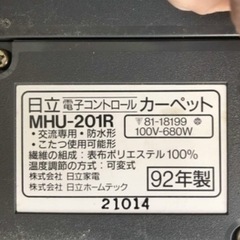 日立電子コントロール カーペット
MHU-201R 〒81-18199
・交流専用・防水形 100V-680W
・こたつ使用可能形
繊維の組成：表布ポリエステル100%
温度調節の方式：可変式
株式会社 日立家電
株式会社 日立ホームテック 92年製
21014